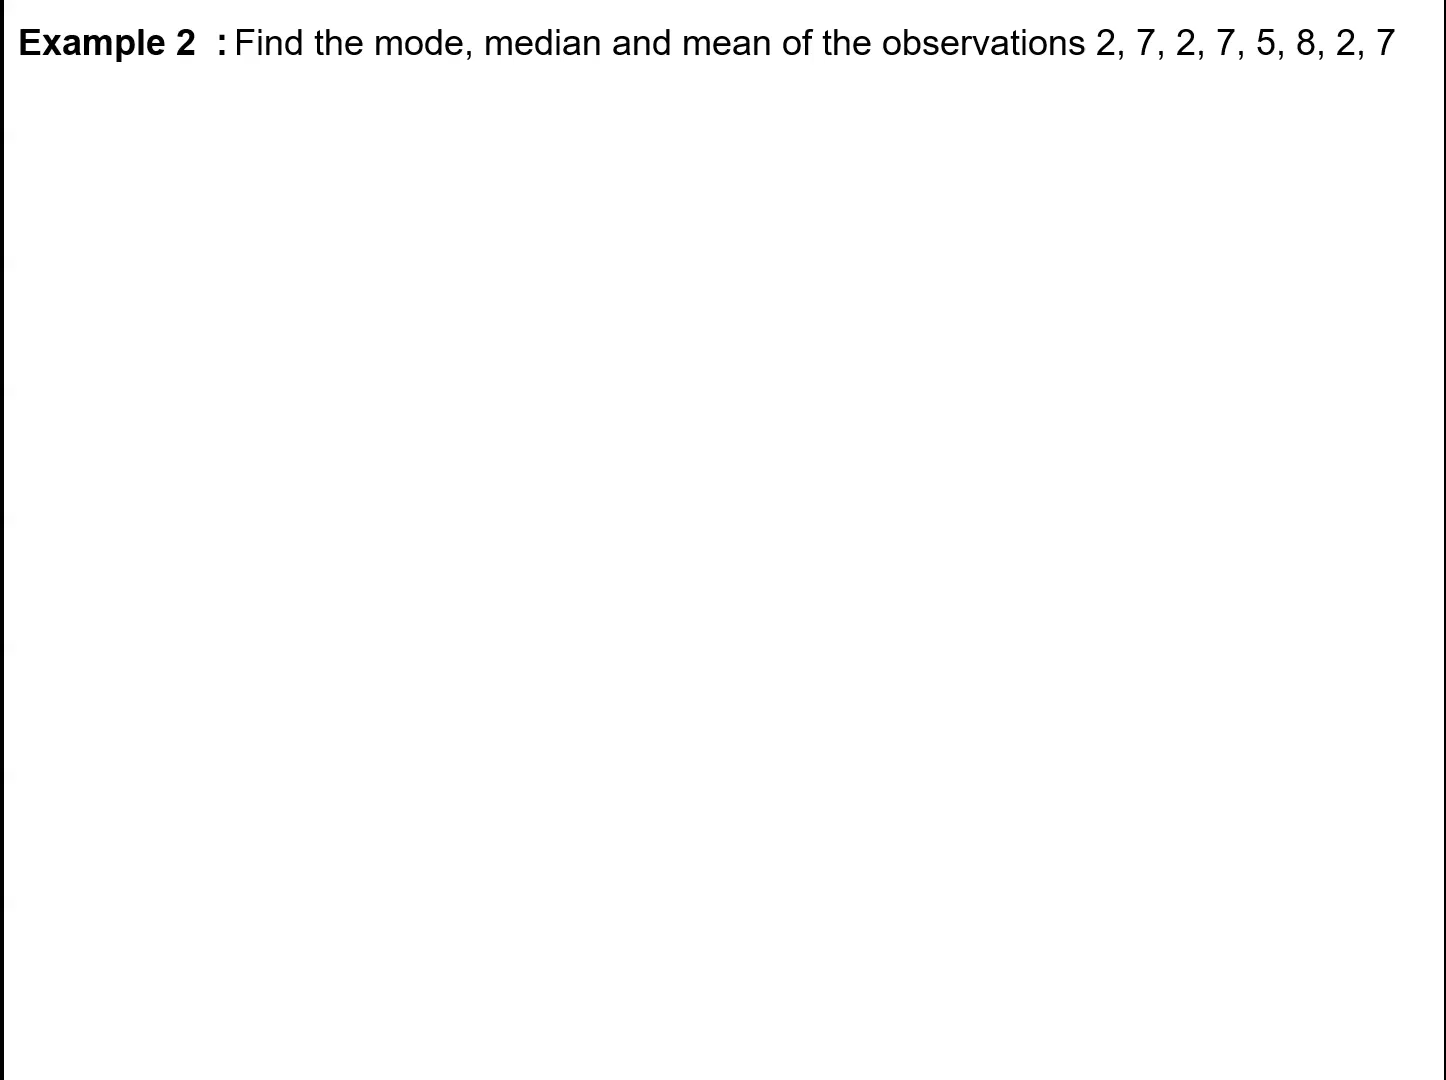 Example 2 : Find the mode, median and mean of the observations 2, 7, 2, 7, 5, 8, 2, 7